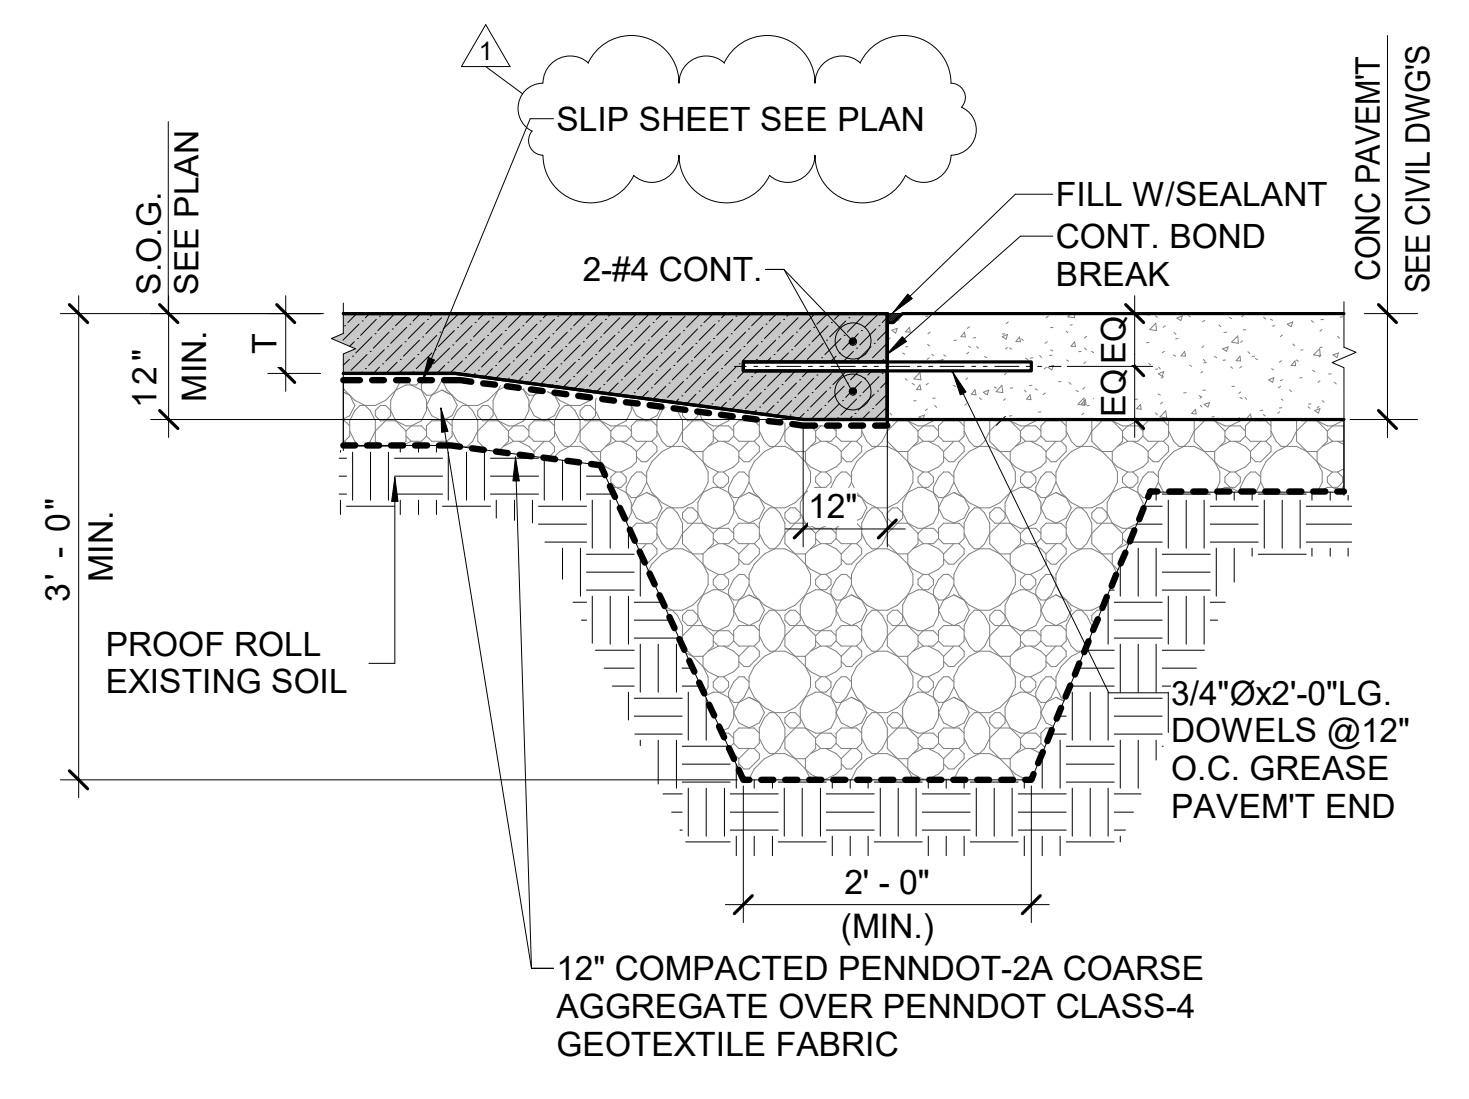 1
SLIP SHEET SEE PLAN
S.O.G.
SEE PLAN
CONC PAVEM'T
SEE CIVIL DWG'S
FILL W/SEALANT
CONT. BOND
BREAK
2-#4 CONT.
12"
MIN.
T
EQ
EQ
3' - 0"
MIN.
12"
PROOF ROLL
EXISTING SOIL
3/4"Øx2'-0"LG.
DOWELS @12"
O.C. GREASE
PAVEM'T END
2' - 0"
(MIN.)
12" COMPACTED PENNDOT-2A COARSE
AGGREGATE OVER PENNDOT CLASS-4
GEOTEXTILE FABRIC